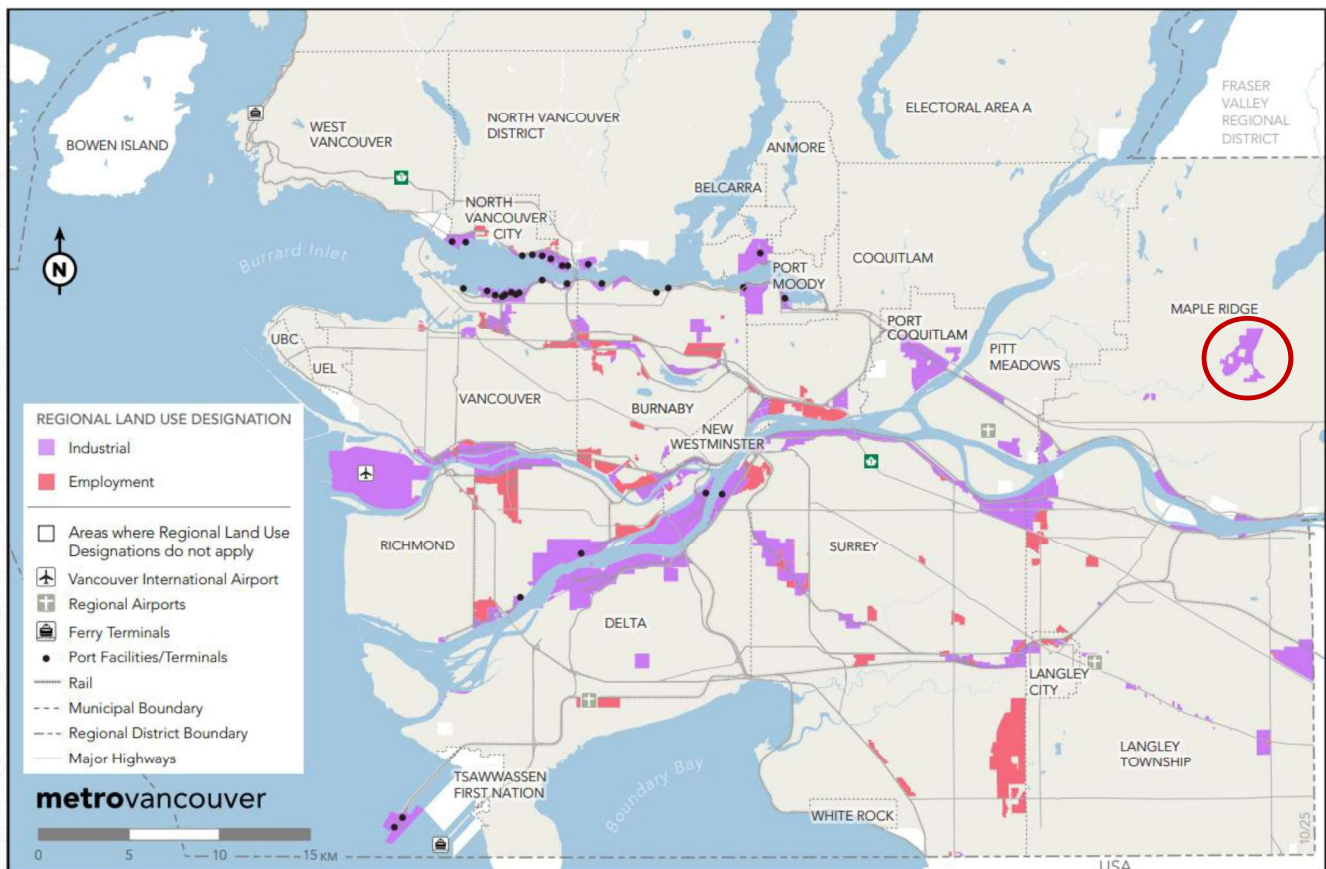 FRASER
VALLEY
REGIONAL
DISTRICT
ELECTORAL AREA A
NORTH VANCOUVER
DISTRICT
WEST
VANCOUVER
BOWEN ISLAND
ANMORE
BELCARRA
NORTH
VANCOUVER
CITY
Burrard Inlet
N
COQUITLAM
PORT
MOODY
MAPLE RIDGE
PORT
COQUITLAM
PITT
MEADOWS
UBC
UEL
VANCOUVER
BURNABY
NEW
WESTMINSTER
RICHMOND
SURREY
DELTA
LANGLEY
CITY
LANGLEY
TOWNSHIP
TSAWWASSEN
FIRST NATION
Boundary Bay
WHITE ROCK
USA
10/25
REGIONAL LAND USE DESIGNATION
Industrial
Employment
Areas where Regional Land Use
Designations do not apply
Vancouver International Airport
Regional Airports
Ferry Terminals
Port Facilities/Terminals
Rail
Municipal Boundary
Regional District Boundary
Major Highways
metrovancouver
0 5 10 15 KM